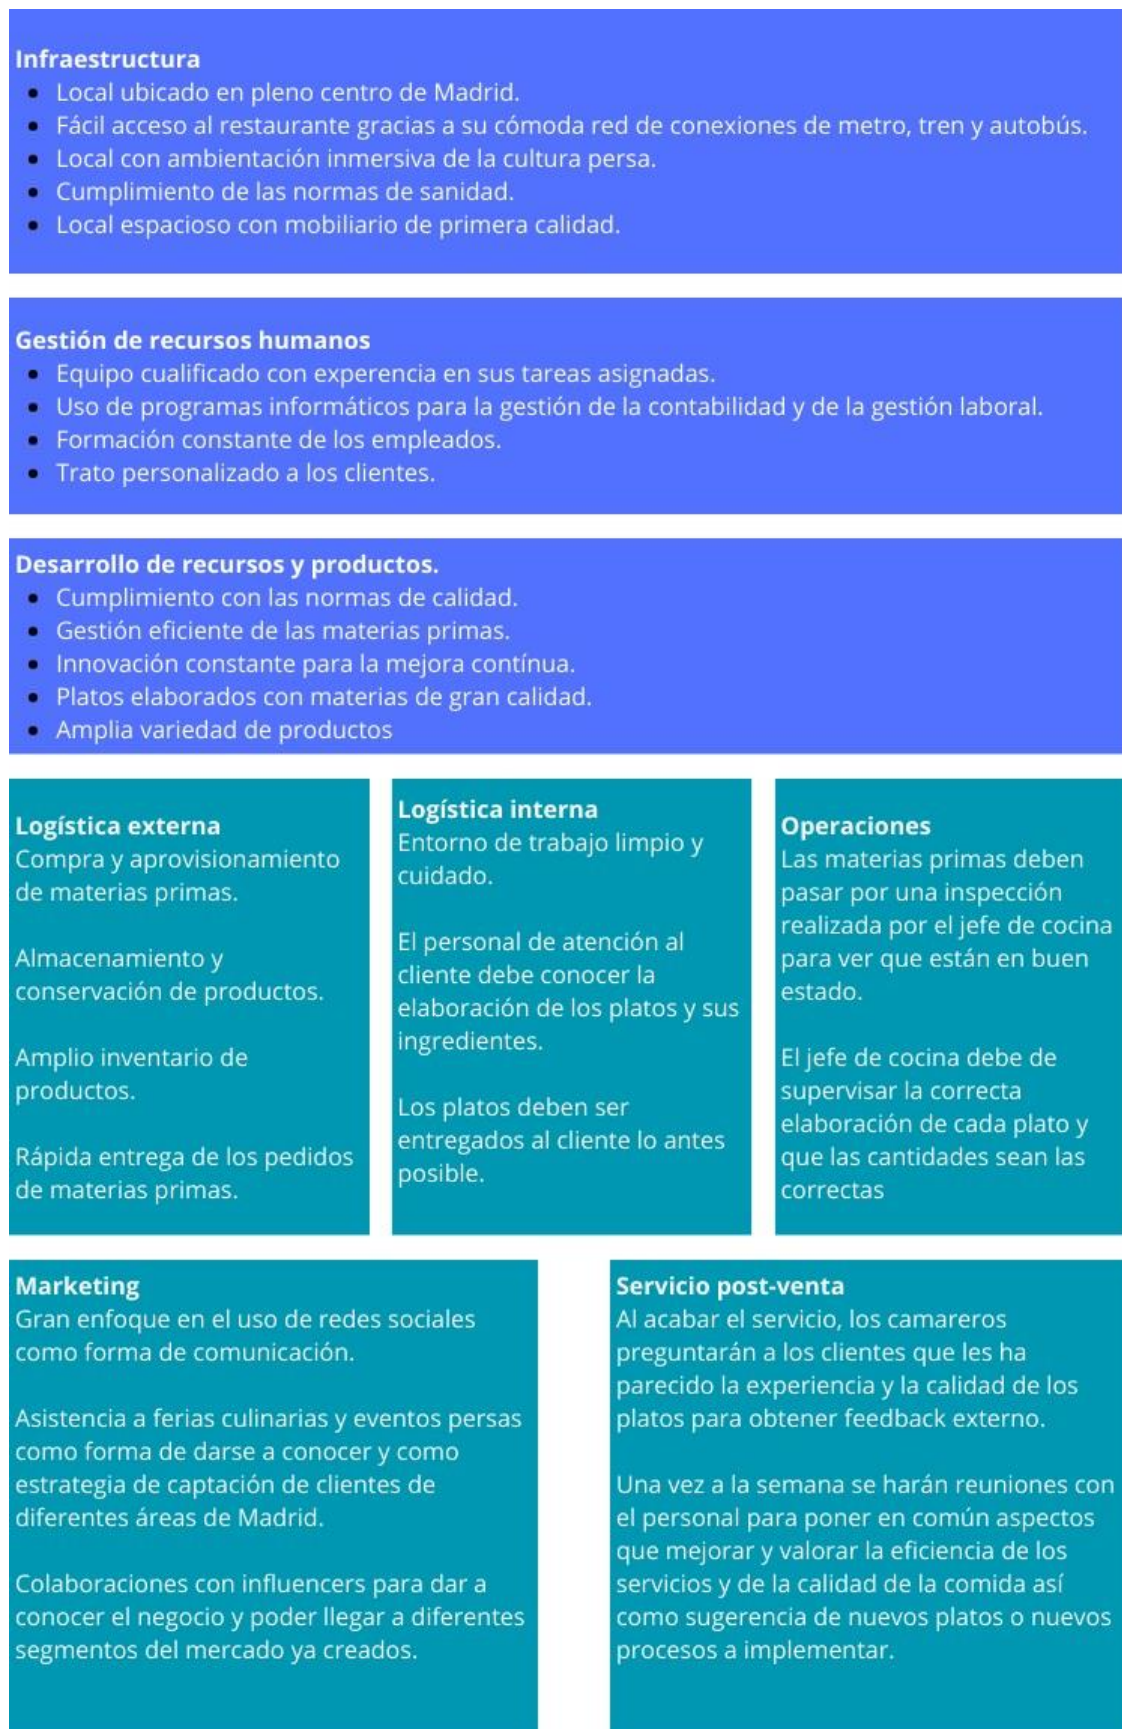 Infraestructura
• Local ubicado en pleno centro de Madrid.
• Fácil acceso al restaurante gracias a su cómoda red de conexiones de metro, tren y autobús.
• Local con ambientación inmersiva de la cultura persa.
• Cumplimiento de las normas de sanidad.
• Local espacioso con mobiliario de primera calidad.
Gestión de recursos humanos
• Equipo cualificado con experencia en sus tareas asignadas.
• Uso de programas informáticos para la gestión de la contabilidad y de la gestión laboral.
• Formación constante de los empleados.
• Trato personalizado a los clientes.
Desarrollo de recursos y productos.
• Cumplimiento con las normas de calidad.
• Gestión eficiente de las materias primas.
• Innovación constante para la mejora contínua.
• Platos elaborados con materias de gran calidad.
• Amplia variedad de productos
Logística externa
Compra y aprovisionamiento
de materias primas.
Almacenamiento y
conservación de productos.
Amplio inventario de
productos.
Rápida entrega de los pedidos
de materias primas.
Logística interna
Entorno de trabajo limpio y
cuidado.
El personal de atención al
cliente debe conocer la
elaboración de los platos y sus
ingredientes.
Los platos deben ser
entregados al cliente lo antes
posible.
Operaciones
Las materias primas deben
pasar por una inspección
realizada por el jefe de cocina
para ver que están en buen
estado.
El jefe de cocina debe de
supervisar la correcta
elaboración de cada plato y
que las cantidades sean las
correctas
Marketing
Gran enfoque en el uso de redes sociales
como forma de comunicación.
Asistencia a ferias culinarias y eventos persas
como forma de darse a conocer y como
estrategia de captación de clientes de
diferentes áreas de Madrid.
Colaboraciones con influencers para dar a
conocer el negocio y poder llegar a diferentes
segmentos del mercado ya creados.
Servicio post-venta
Al acabar el servicio, los camareros
preguntarán a los clientes que les ha
parecido la experiencia y la calidad de los
platos para obtener feedback externo.
Una vez a la semana se harán reuniones con
el personal para poner en común aspectos
que mejorar y valorar la eficiencia de los
servicios y de la calidad de la comida así
como sugerencia de nuevos platos o nuevos
procesos a implementar.